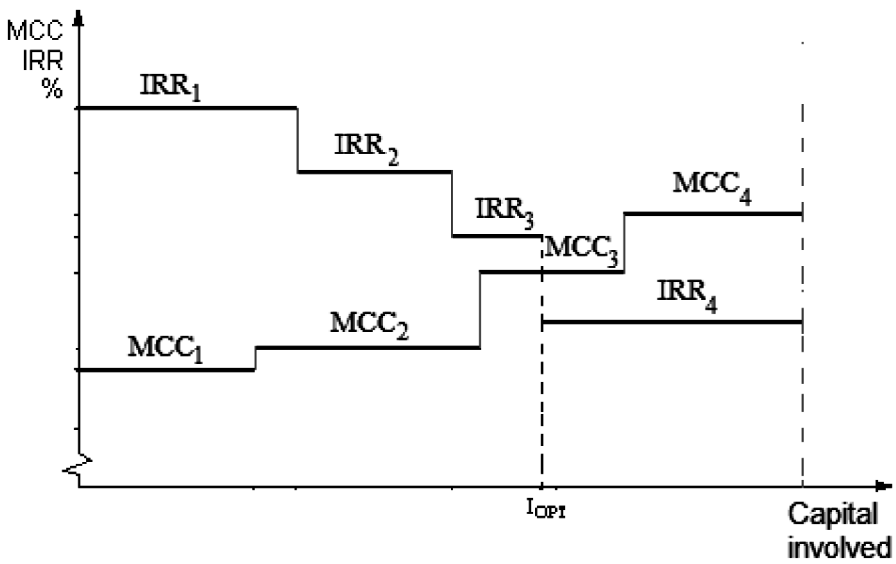 MCC
IRR
%
IRR1
IRR2
IRR3
MCC4
MCC3
IRR4
MCC2
MCC1
IOPT
Capital
involved